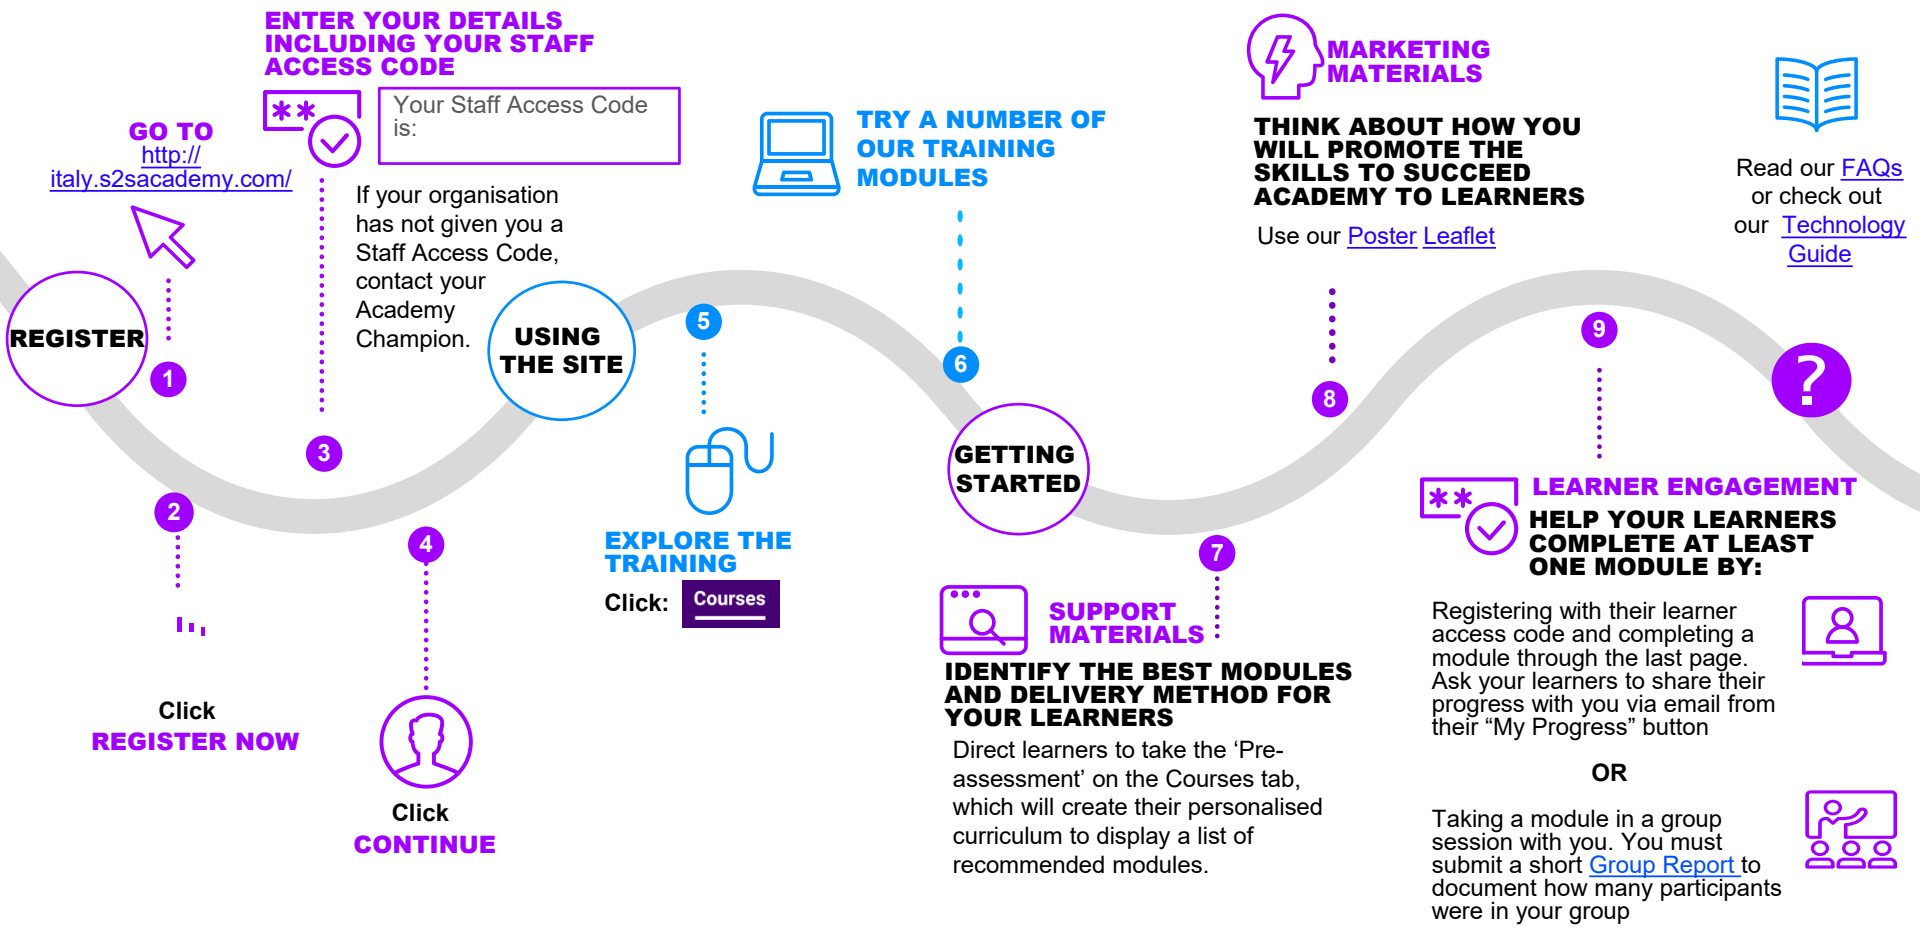 ENTER YOUR DETAILS
INCLUDING YOUR STAFF
ACCESS CODE
**
Your Staff Access Code
is:
GO TO
http://
italy.s2sacademy.com/
If your organisation
has not given you a
Staff Access Code,
contact your
Academy
Champion.
REGISTER
1
2
Click
REGISTER NOW
3
4
Click
CONTINUE
USING
THE SITE
5
EXPLORE THE
TRAINING
Click: Courses
TRY A NUMBER OF
OUR TRAINING
MODULES
6
GETTING
STARTED
7
SUPPORT
MATERIALS
IDENTIFY THE BEST MODULES
AND DELIVERY METHOD FOR
YOUR LEARNERS
Direct learners to take the ‘Pre-
assessment’ on the Courses tab,
which will create their personalised
curriculum to display a list of
recommended modules.
MARKETING
MATERIALS
THINK ABOUT HOW YOU
WILL PROMOTE THE
SKILLS TO SUCCEED
ACADEMY TO LEARNERS
Use our Poster Leaflet
8
9
**
LEARNER ENGAGEMENT
HELP YOUR LEARNERS
COMPLETE AT LEAST
ONE MODULE BY:
Registering with their learner
access code and completing a
module through the last page.
Ask your learners to share their
progress with you via email from
their “My Progress” button
OR
Taking a module in a group
session with you. You must
submit a short Group Report to
document how many participants
were in your group
Read our FAQs
or check out
our Technology
Guide
?